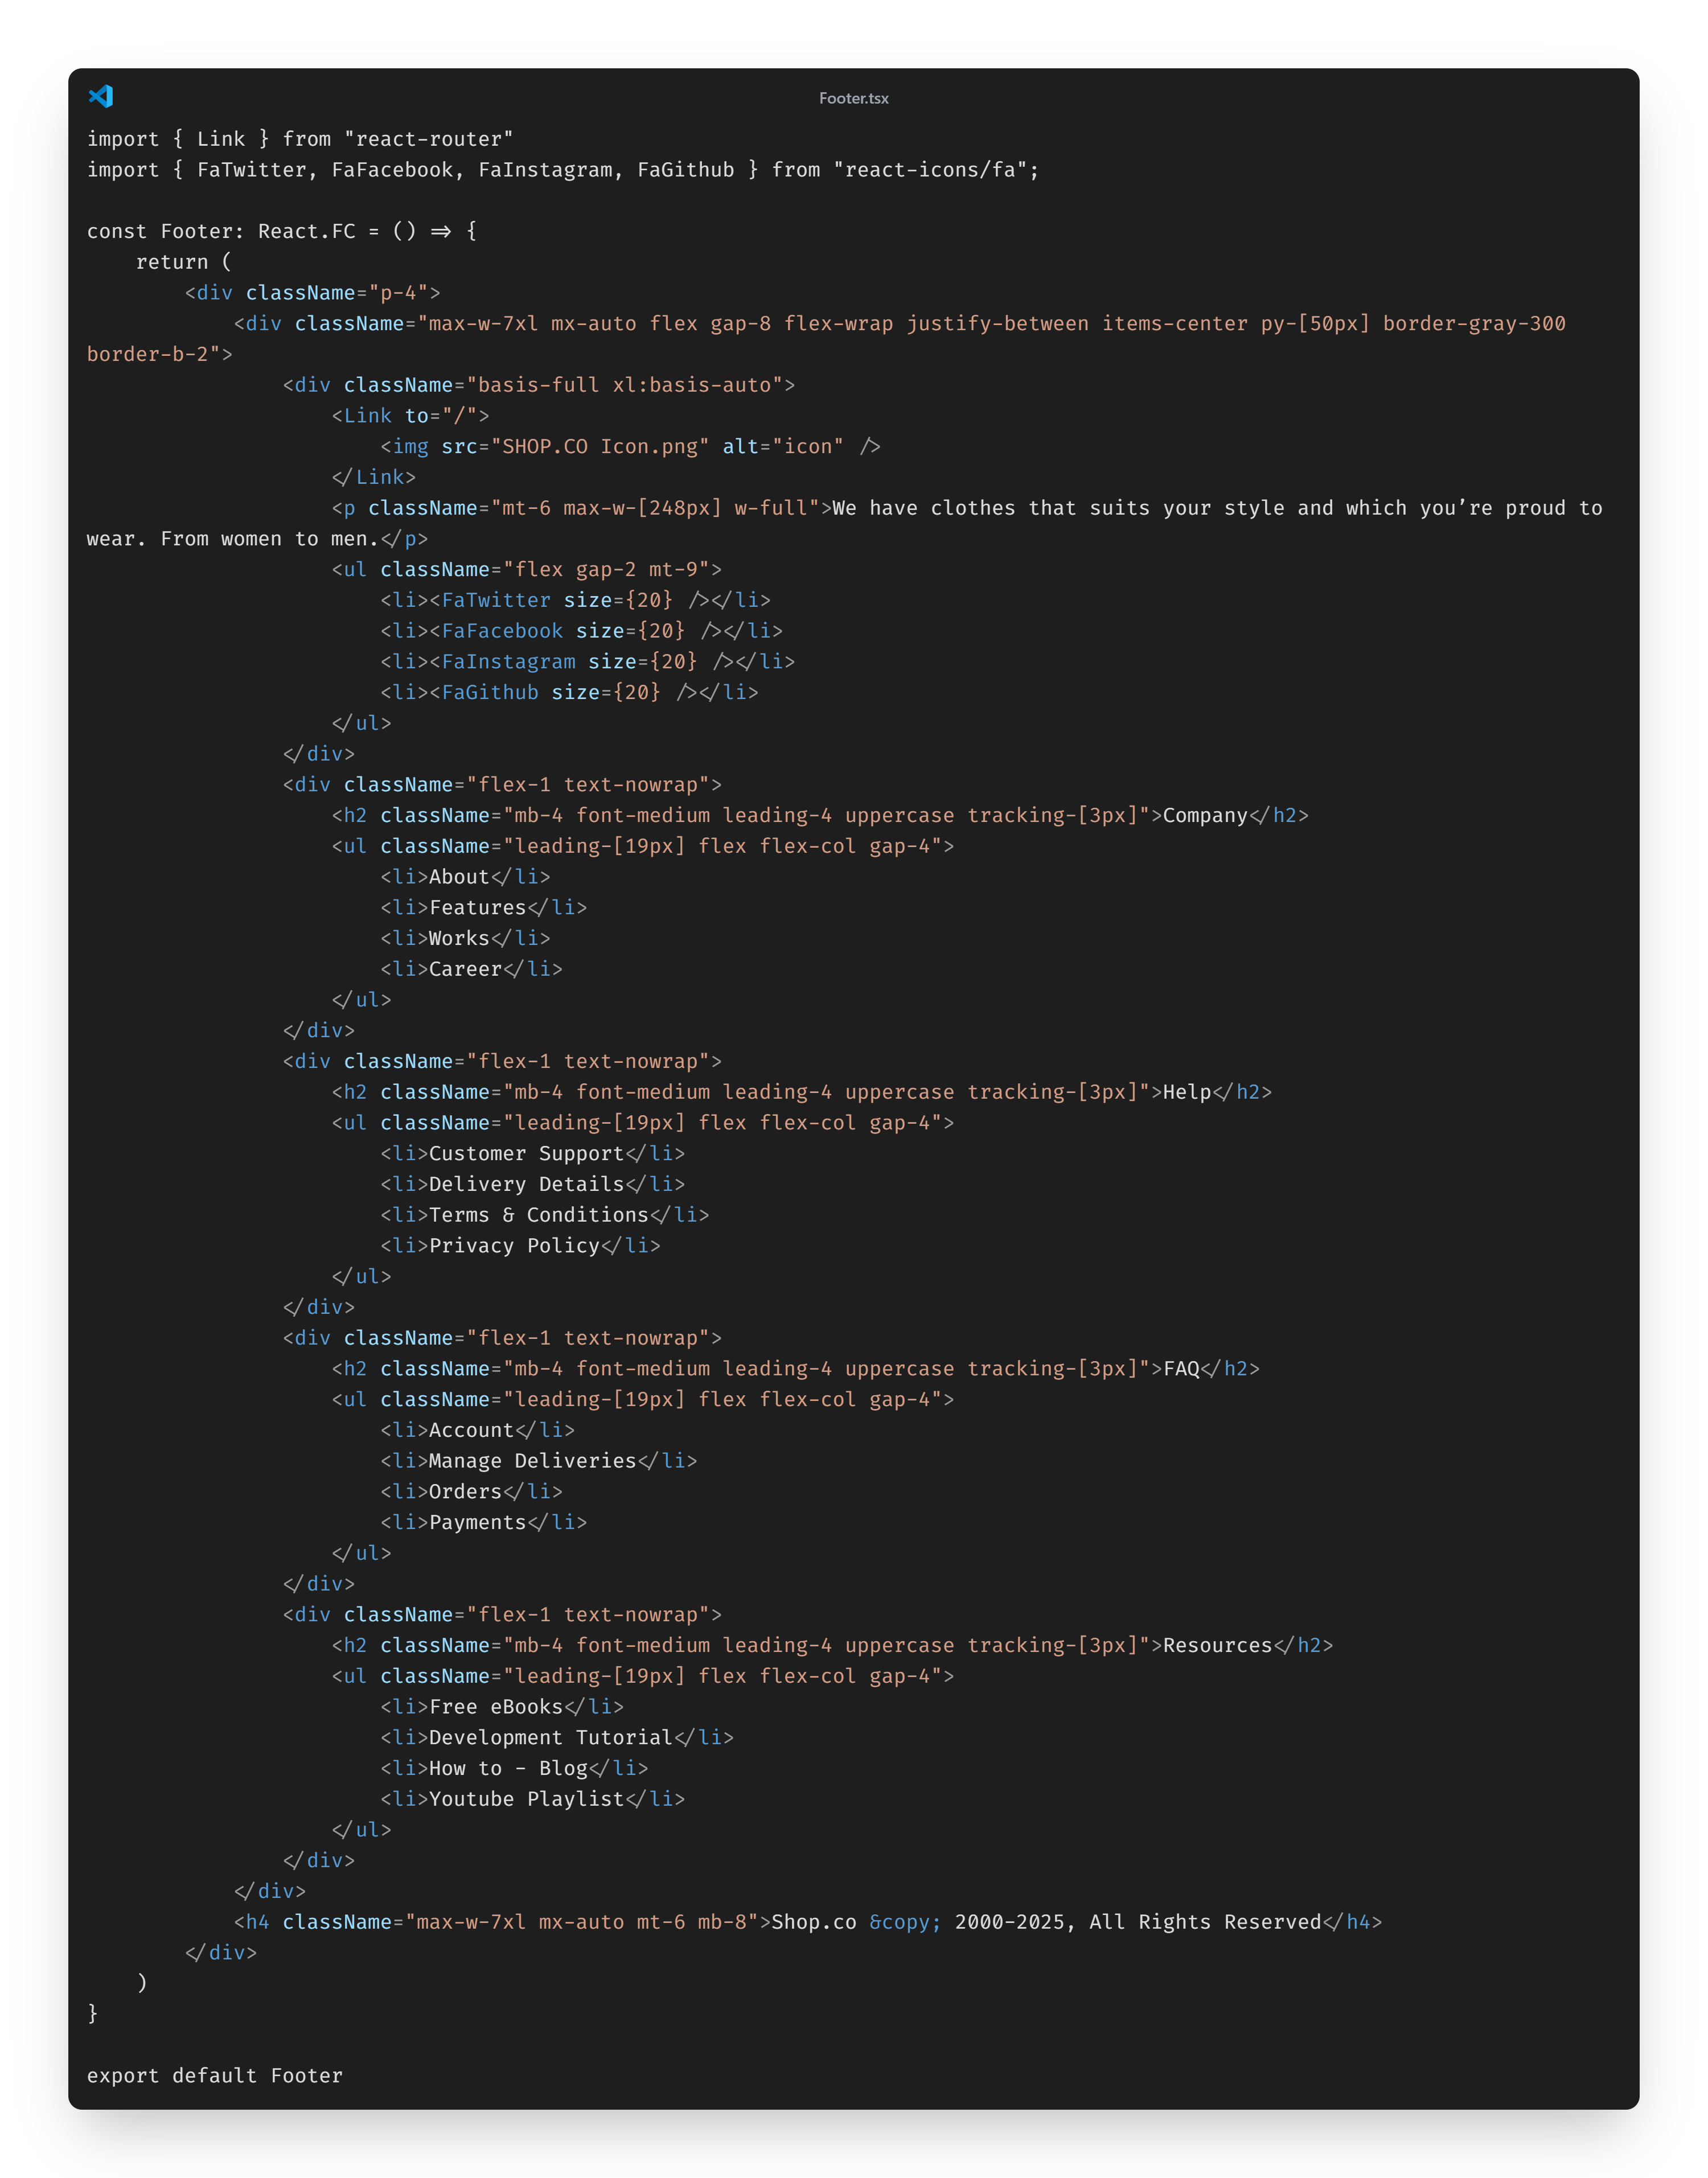 Footer.tsx
import { Link } from "react-router"
import { FaTwitter, FaFacebook, FaInstagram, FaGithub } from "react-icons/fa";

const Footer: React.FC = () => {
    return (
        <div className="p-4">
            <div className="max-w-7xl mx-auto flex gap-8 flex-wrap justify-between items-center py-[50px] border-gray-300
border-b-2">
                <div className="basis-full xl:basis-auto">
                    <Link to="/">
                        <img src="SHOP.CO Icon.png" alt="icon" />
                    </Link>
                    <p className="mt-6 max-w-[248px] w-full">We have clothes that suits your style and which you’re proud to
wear. From women to men.</p>
                    <ul className="flex gap-2 mt-9">
                        <li><FaTwitter size={20} /></li>
                        <li><FaFacebook size={20} /></li>
                        <li><FaInstagram size={20} /></li>
                        <li><FaGithub size={20} /></li>
                    </ul>
                </div>
                <div className="flex-1 text-nowrap">
                    <h2 className="mb-4 font-medium leading-4 uppercase tracking-[3px]">Company</h2>
                    <ul className="leading-[19px] flex flex-col gap-4">
                        <li>About</li>
                        <li>Features</li>
                        <li>Works</li>
                        <li>Career</li>
                    </ul>
                </div>
                <div className="flex-1 text-nowrap">
                    <h2 className="mb-4 font-medium leading-4 uppercase tracking-[3px]">Help</h2>
                    <ul className="leading-[19px] flex flex-col gap-4">
                        <li>Customer Support</li>
                        <li>Delivery Details</li>
                        <li>Terms & Conditions</li>
                        <li>Privacy Policy</li>
                    </ul>
                </div>
                <div className="flex-1 text-nowrap">
                    <h2 className="mb-4 font-medium leading-4 uppercase tracking-[3px]">FAQ</h2>
                    <ul className="leading-[19px] flex flex-col gap-4">
                        <li>Account</li>
                        <li>Manage Deliveries</li>
                        <li>Orders</li>
                        <li>Payments</li>
                    </ul>
                </div>
                <div className="flex-1 text-nowrap">
                    <h2 className="mb-4 font-medium leading-4 uppercase tracking-[3px]">Resources</h2>
                    <ul className="leading-[19px] flex flex-col gap-4">
                        <li>Free eBooks</li>
                        <li>Development Tutorial</li>
                        <li>How to - Blog</li>
                        <li>Youtube Playlist</li>
                    </ul>
                </div>
            </div>
            <h4 className="max-w-7xl mx-auto mt-6 mb-8">Shop.co &copy; 2000-2025, All Rights Reserved</h4>
        </div>
    )
}

export default Footer